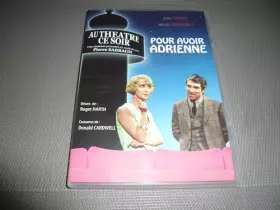 AU THEATRE
CE SOIR
Pierre SABBAGH
POUR AVOIR
ADRIENNE
Décors de:
Roger HARTH
Costumes de:
Donald CARDWELL